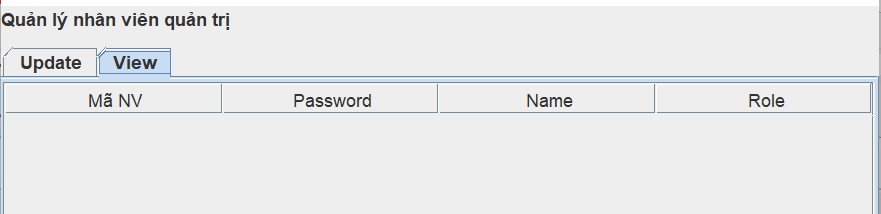 Quản lý nhân viên quản trị
Update View
Mã NV Password Name Role